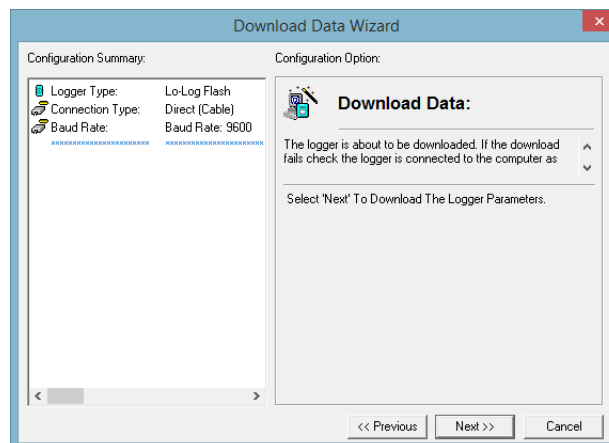 Download Data Wizard
Configuration Summary:
Logger Type: Lo-Log Flash
Connection Type: Direct (Cable)
Baud Rate: Baud Rate: 9600
********************** **********************
Configuration Option:
Download Data:
The logger is about to be downloaded. If the download
fails check the logger is connected to the computer as
Select 'Next' To Download The Logger Parameters.
<< Previous Next >> Cancel